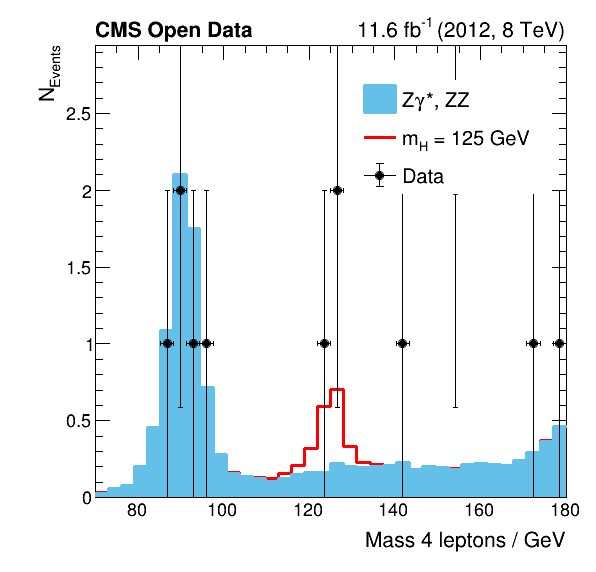 CMS Open Data 11.6 fb⁻¹ (2012, 8 TeV)
N_Events
Zγ*, ZZ
m_H = 125 GeV
Data
2.5
2
1.5
1
0.5
0
80 100 120 140 160 180
Mass 4 leptons / GeV